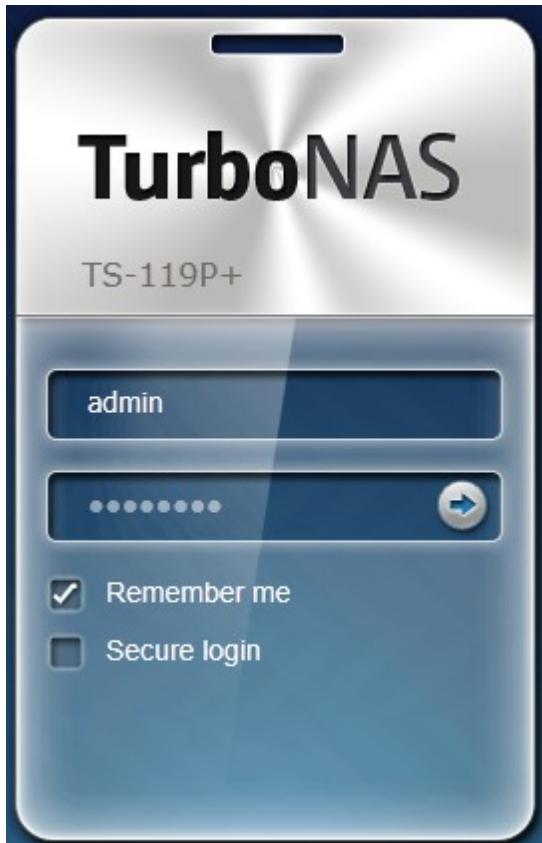 TurboNAS
TS-119P+
admin
••••••••
Remember me
Secure login